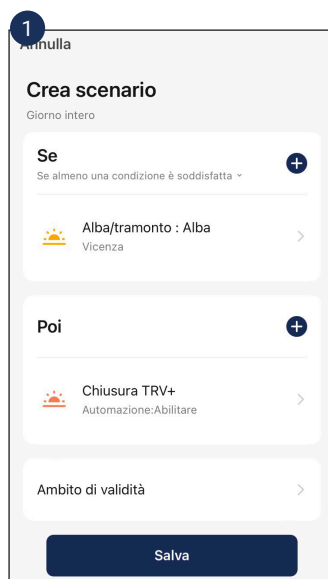 1
Annulla
Crea scenario
Giorno intero
Se
Se almeno una condizione è soddisfatta
Alba/tramonto : Alba
Vicenza
Poi
Chiusura TRV+
Automazione:Abilitare
Ambito di validità
Salva